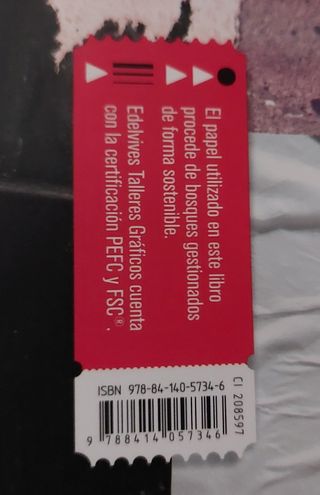 El papel utilizado en este libro
procede de bosques gestionados
de forma sostenible.
Edelvives Talleres Gráficos cuenta
con la certificación PEFC y FSC®.
ISBN 978-84-140-5734-6
9 788414 057346
CI 208597